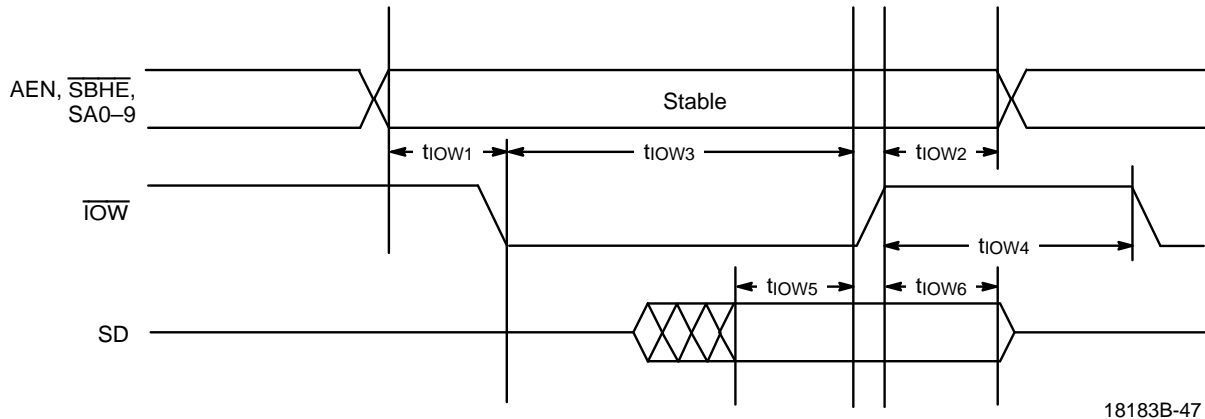 AEN, SBHE,
SA0–9
Stable
tIOW1
tIOW3
tIOW2
IOW
tIOW4
tIOW5
tIOW6
SD
18183B-47